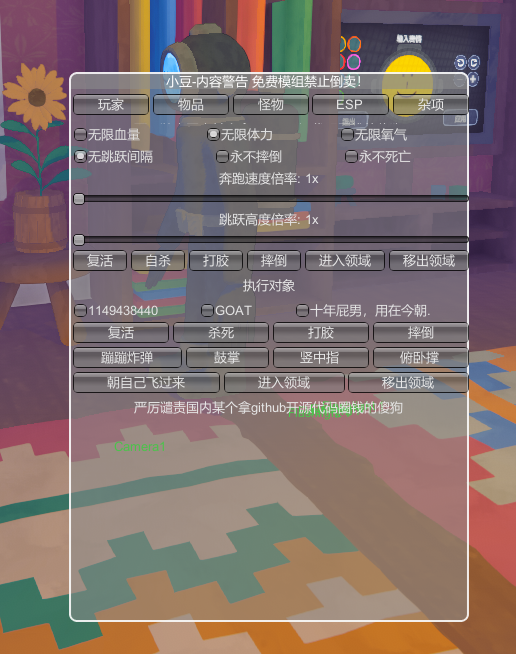 小豆-内容警告 免费模组禁止倒卖!
玩家 物品 怪物 ESP 杂项
无限血量 无限体力 无限氧气
无跳跃间隔 永不摔倒 永不死亡
奔跑速度倍率: 1x
跳跃高度倍率: 1x
复活 自杀 打胶 摔倒 进入领域 移出领域
执行对象
1149438440 GOAT 十年屁男，用在今朝.
复活 杀死 打胶 摔倒
蹦蹦炸弹 鼓掌 竖中指 俯卧撑
朝自己飞过来 进入领域 移出领域
严厉谴责国内某个拿github开源代码圈钱的傻狗